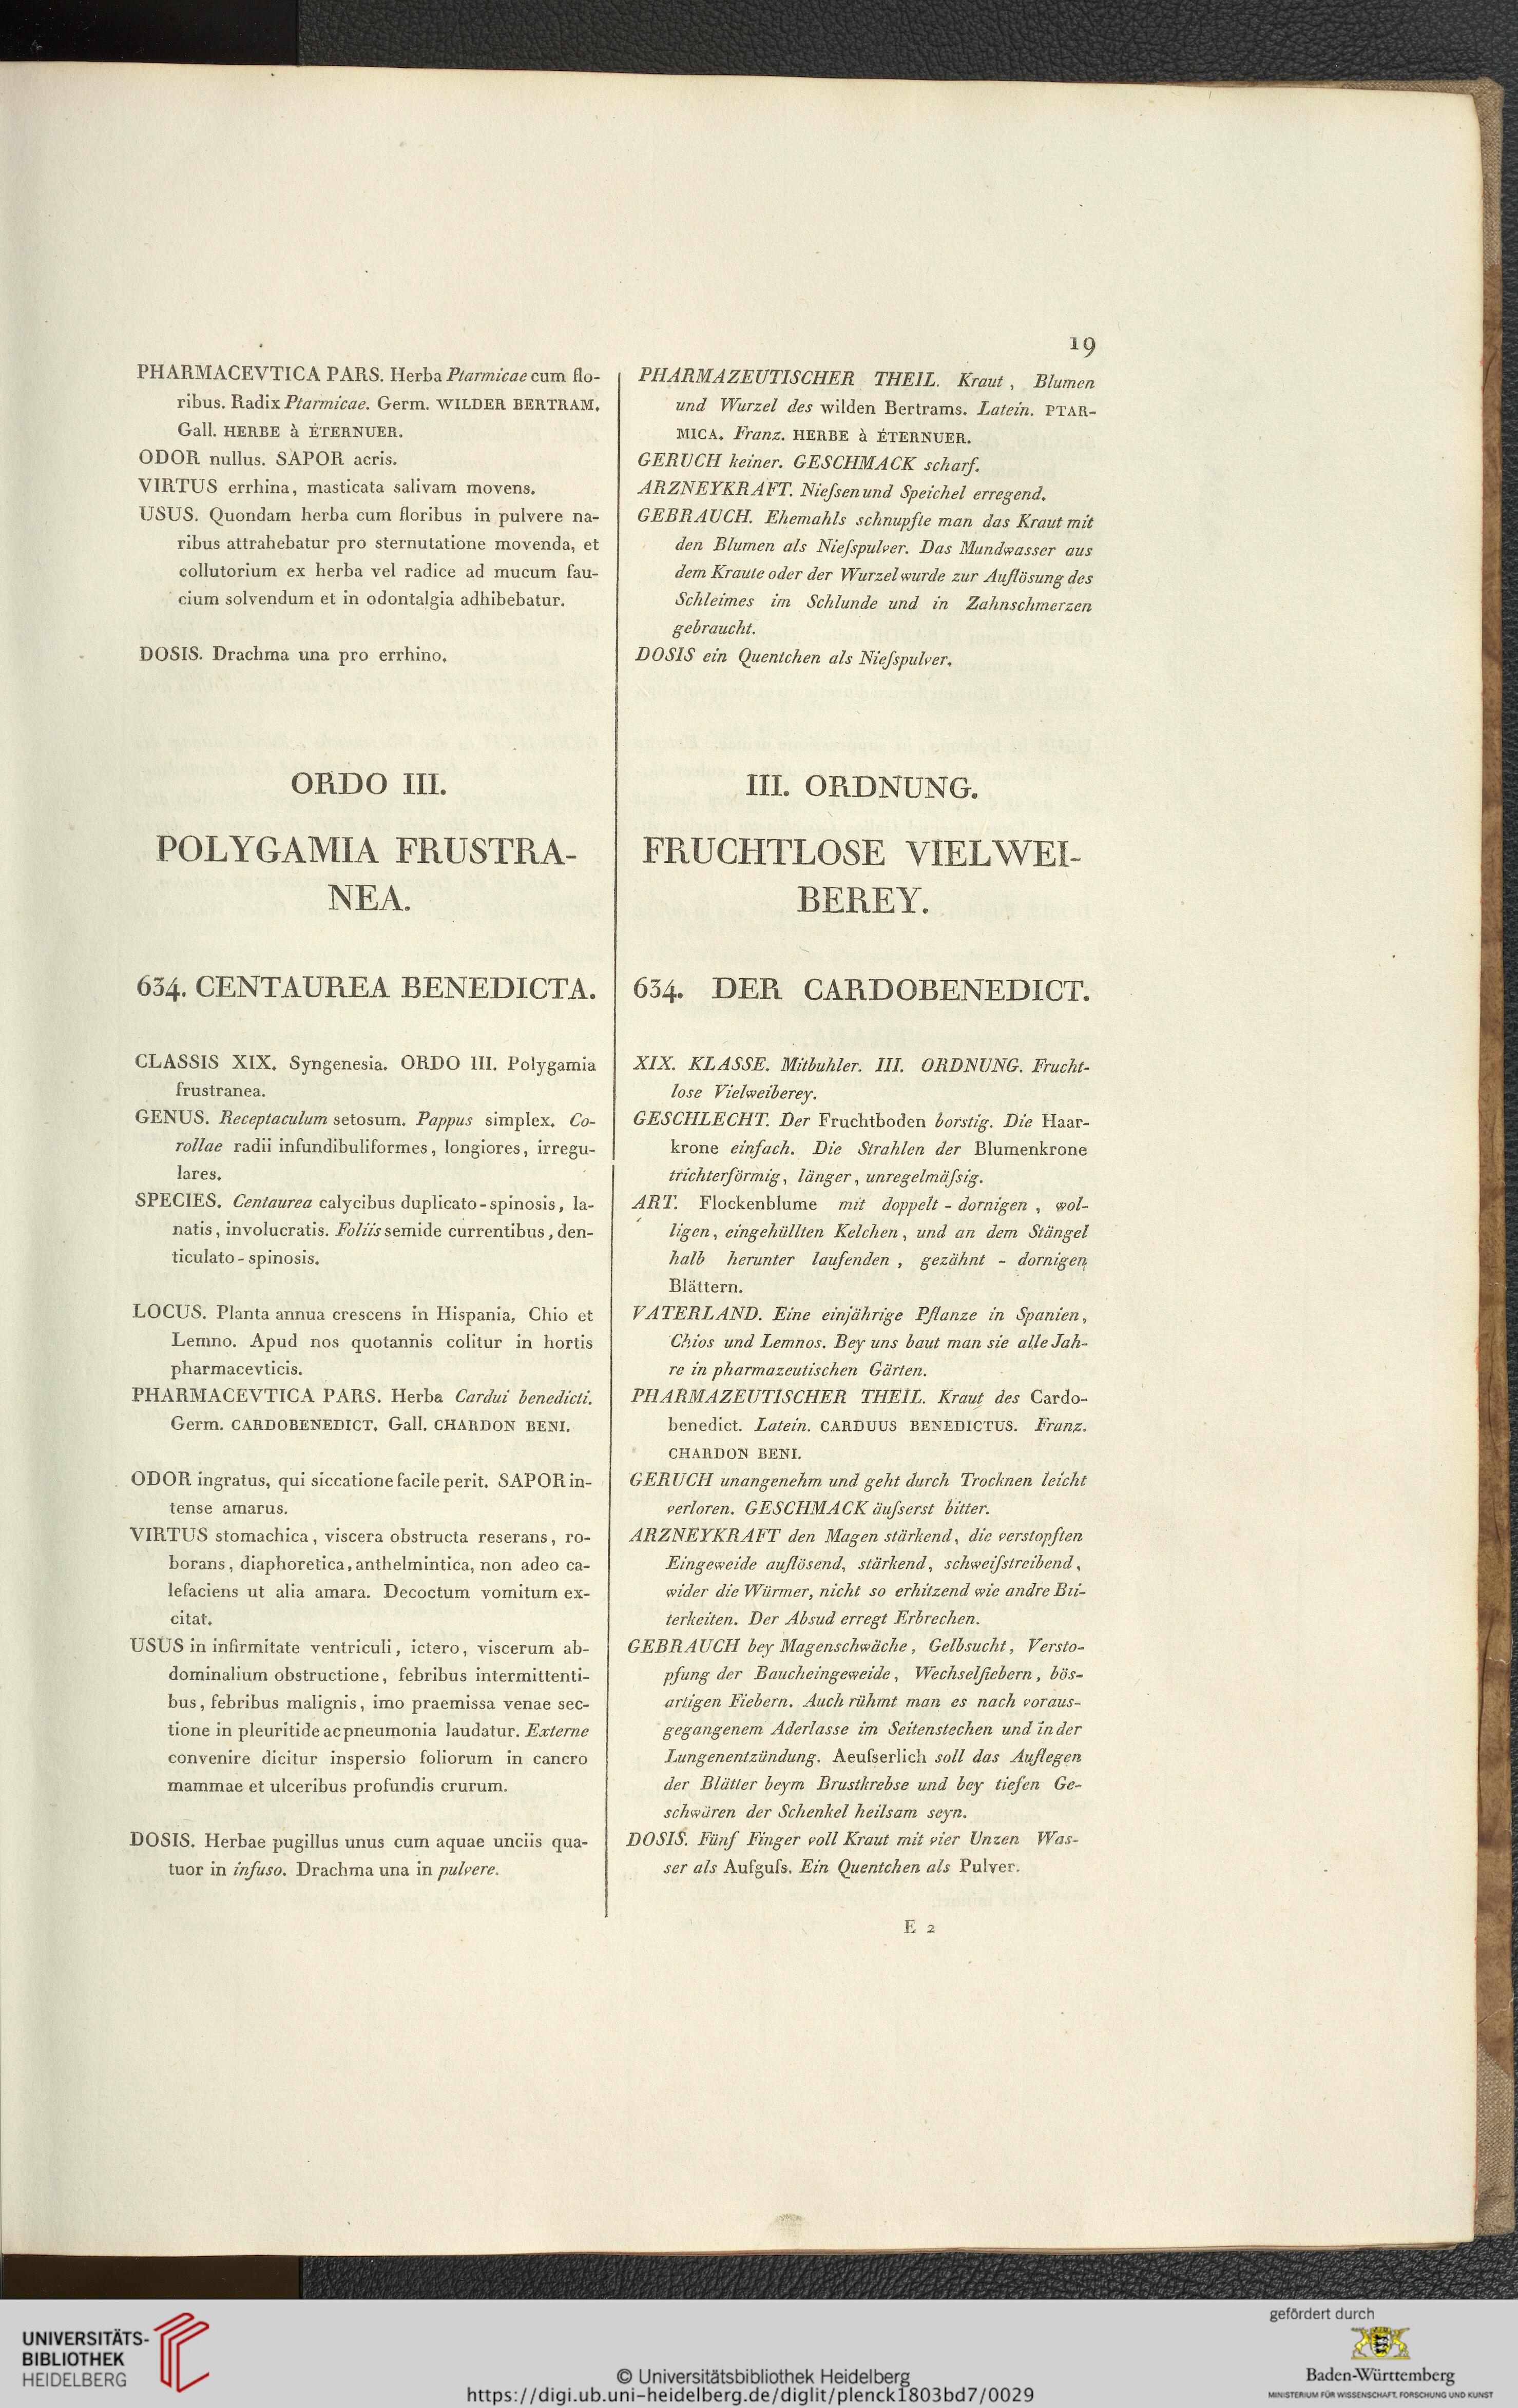 19
PHARMACEVTICA PARS. Herba Ptarmicae cum flo-
ribus. Radix Ptarmicae. Germ. WILDER BERTRAM.
Gall. HERBE à ÉTERNUER.
ODOR nullus. SAPOR acris.
VIRTUS errhina, masticata salivam movens.
USUS. Quondam herba cum floribus in pulvere na-
ribus attrahebatur pro sternutatione movenda, et
collutorium ex herba vel radice ad mucum fau-
cium solvendum et in odontalgia adhibebatur.
DOSIS. Drachma una pro errhino.
ORDO III.
POLYGAMIA FRUSTRA-
NEA.
634. CENTAUREA BENEDICTA.
CLASSIS XIX. Syngenesia. ORDO III. Polygamia
frustranea.
GENUS. Receptaculum setosum. Pappus simplex. Co-
rollae radii infundibuliformes, longiores, irregu-
lares.
SPECIES. Centaurea calycibus duplicato-spinosis, la-
natis, involucratis. Foliis semide currentibus, den-
ticulato-spinosis.
LOCUS. Planta annua crescens in Hispania, Chio et
Lemno. Apud nos quotannis colitur in hortis
pharmacevticis.
PHARMACEVTICA PARS. Herba Cardui benedicti.
Germ. CARDOBENEDICT. Gall. CHARDON BENI.
ODOR ingratus, qui siccatione facile perit. SAPOR in-
tense amarus.
VIRTUS stomachica, viscera obstructa reserans, ro-
borans, diaphoretica, anthelmintica, non adeo ca-
lefaciens ut alia amara. Decoctum vomitum ex-
citat.
USUS in infirmitate ventriculi, ictero, viscerum ab-
dominalium obstructione, febribus intermittenti-
bus, febribus malignis, imo praemissa venae sec-
tione in pleuritide ac pneumonia laudatur. Externe
convenire dicitur inspersio foliorum in cancro
mammae et ulceribus profundis crurum.
DOSIS. Herbae pugillus unus cum aquae unciis qua-
tuor in infuso. Drachma una in pulvere.
PHARMAZEUTISCHER THEIL. Kraut, Blumen
und Wurzel des wilden Bertrams. Latein. PTAR-
MICA. Franz. HERBE à ÉTERNUER.
GERUCH keiner. GESCHMACK scharf.
ARZNEYKRAFT. Nieſsen und Speichel erregend.
GEBRAUCH. Ehemahls schnupfte man das Kraut mit
den Blumen als Nieſspulver. Das Mundwasser aus
dem Kraute oder der Wurzel wurde zur Auflösung des
Schleimes im Schlunde und in Zahnschmerzen
gebraucht.
DOSIS ein Quentchen als Nieſspulver.
III. ORDNUNG.
FRUCHTLOSE VIELWEI-
BEREY.
634. DER CARDOBENEDICT.
XIX. KLASSE. Mitbuhler. III. ORDNUNG. Frucht-
lose Vielweiberey.
GESCHLECHT. Der Fruchtboden borstig. Die Haar-
krone einfach. Die Strahlen der Blumenkrone
trichterförmig, länger, unregelmäſsig.
ART. Flockenblume mit doppelt - dornigen, wol-
ligen, eingehüllten Kelchen, und an dem Stängel
halb herunter laufenden, gezähnt - dornigen
Blättern.
VATERLAND. Eine einjährige Pflanze in Spanien,
Chios und Lemnos. Bey uns baut man sie alle Jah-
re in pharmazeutischen Gärten.
PHARMAZEUTISCHER THEIL. Kraut des Cardo-
benedict. Latein. CARDUUS BENEDICTUS. Franz.
CHARDON BENI.
GERUCH unangenehm und geht durch Trocknen leicht
verloren. GESCHMACK äuſserst bitter.
ARZNEYKRAFT den Magen stärkend, die verstopften
Eingeweide auflösend, stärkend, schweiſstreibend,
wider die Würmer, nicht so erhitzend wie andre Bit-
terkeiten. Der Absud erregt Erbrechen.
GEBRAUCH bey Magenschwäche, Gelbsucht, Versto-
pfung der Baucheingeweide, Wechselfiebern, bös-
artigen Fiebern. Auch rühmt man es nach voraus-
gegangenem Aderlasse im Seitenstechen und in der
Lungenentzündung. Aeuſserlich soll das Auflegen
der Blätter beym Brustkrebse und bey tiefen Ge-
schwüren der Schenkel heilsam seyn.
DOSIS. Fünf Finger voll Kraut mit vier Unzen Was-
ser als Aufguſs. Ein Quentchen als Pulver.
E 2
UNIVERSITÄTS-
BIBLIOTHEK
HEIDELBERG
© Universitätsbibliothek Heidelberg
https://digi.ub.uni-heidelberg.de/diglit/plenck1803bd7/0029
gefördert durch
Baden-Württemberg
MINISTERIUM FÜR WISSENSCHAFT, FORSCHUNG UND KUNST